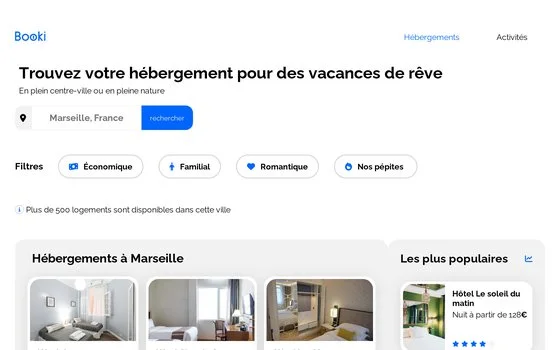 Booki
Hébergements
Activités
Trouvez votre hébergement pour des vacances de rêve
En plein centre-ville ou en pleine nature
Marseille, France
rechercher
Filtres
Économique
Familial
Romantique
Nos pépites
Plus de 500 logements sont disponibles dans cette ville
Hébergements à Marseille
Les plus populaires
Hôtel Le soleil du
matin
Nuit à partir de 128€